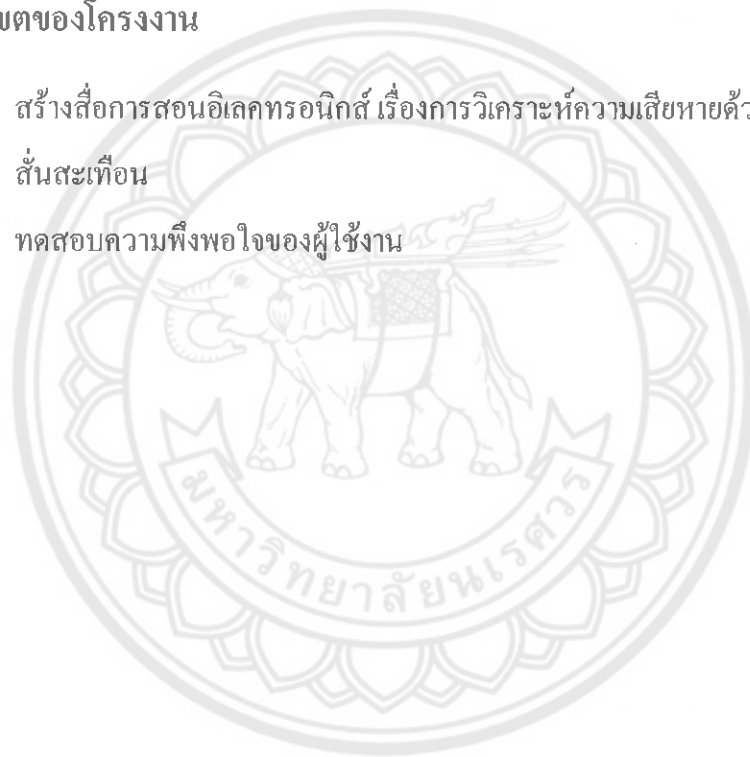 ขตของโครงงาน
สร้างสื่อการสอนอิเลคทรอนิกส์ เรื่องการวิเคราะห์ความเสียหายด้ว
สั่นสะเทือน
ทดสอบความพึงพอใจของผู้ใช้งาน
มหาวิทยาลัยนเรศวร